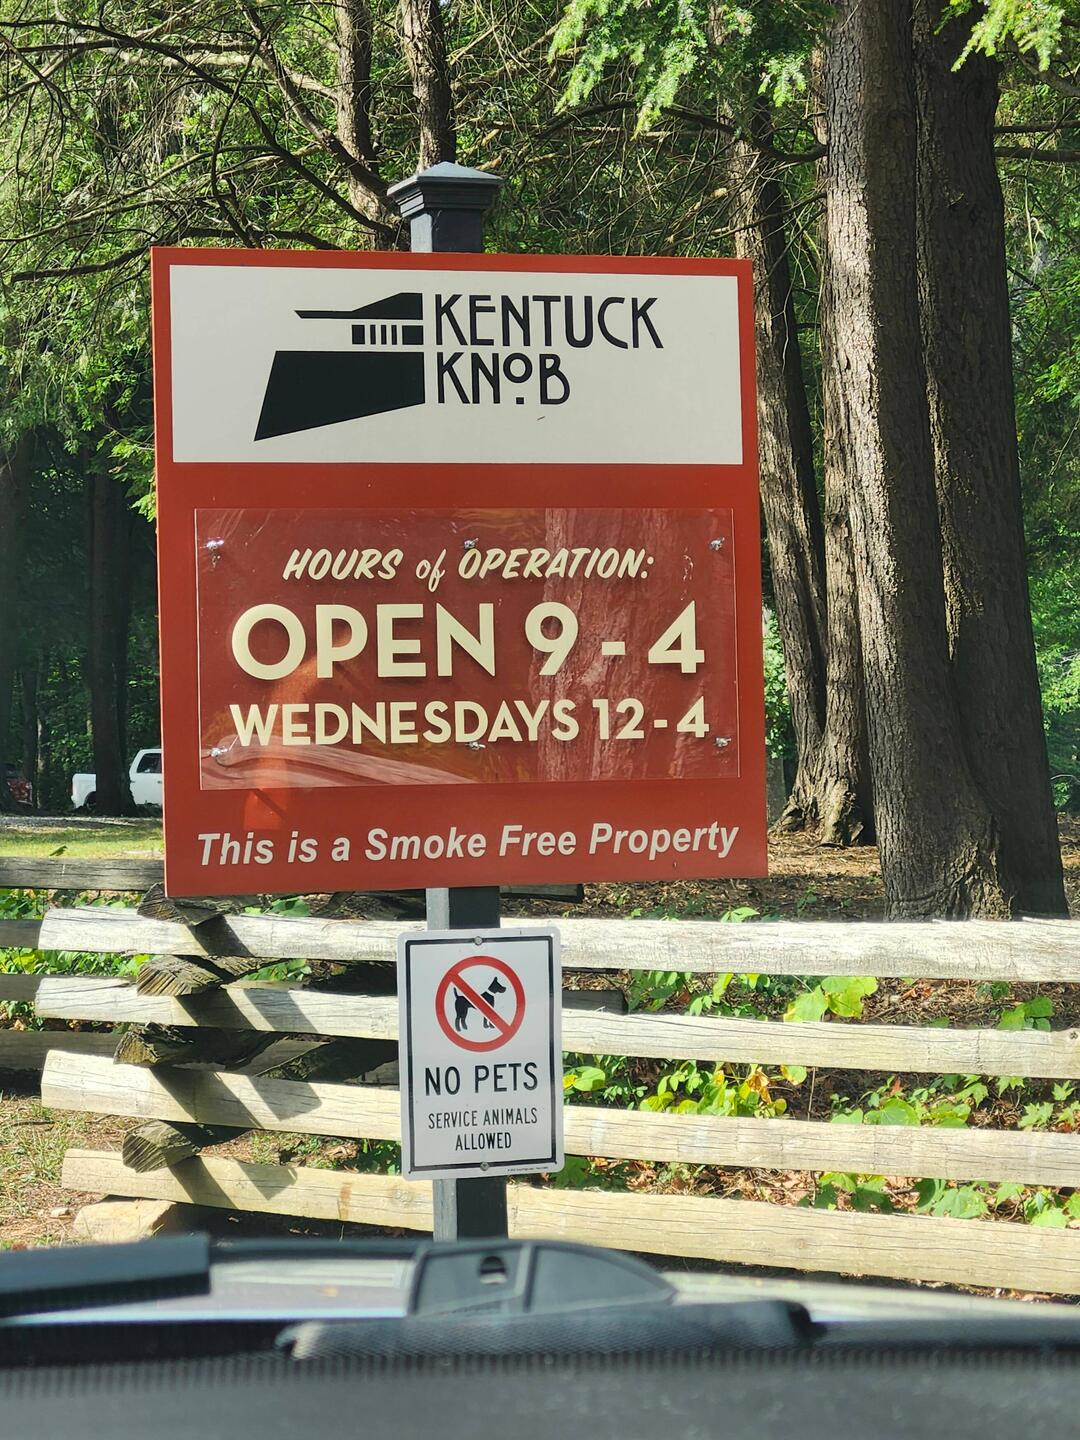 KENTUCK
KNOB
HOURS of OPERATION:
OPEN 9 - 4
WEDNESDAYS 12 - 4
This is a Smoke Free Property
NO PETS
SERVICE ANIMALS
ALLOWED